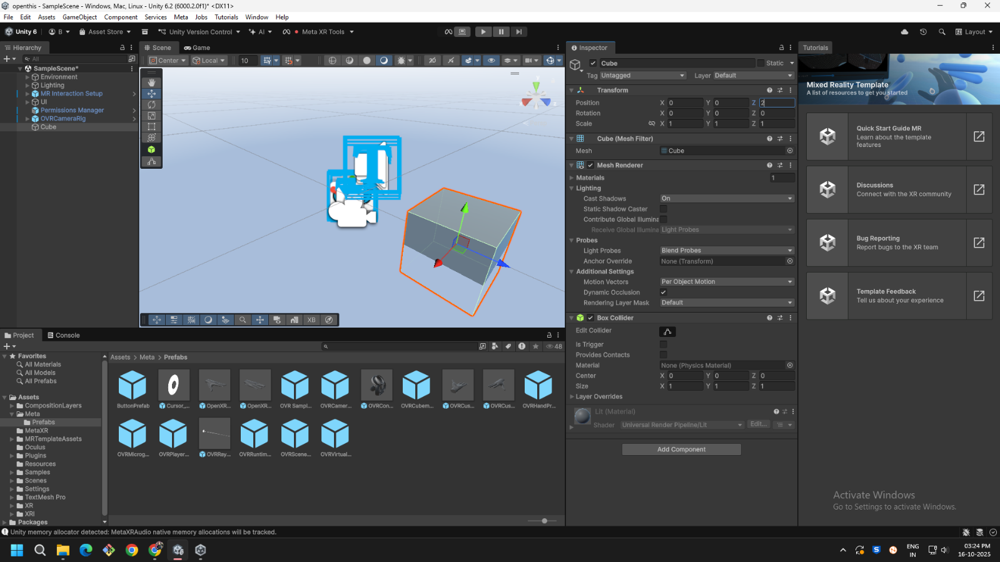 openthis - SampleScene - Windows, Mac, Linux - Unity 6.2 (6000.2.0f1)* <DX11>
File Edit Assets GameObject Component Services Meta Jobs Tutorials Window Help
Unity 6 B Asset Store Unity Version Control AI Meta XR Tools Layout
Hierarchy
All
SampleScene*
Environment
Lighting
MR Interaction Setup
UI
Permissions Manager
OVRCameraRig
Cube
Scene Game
Center Local 10 2D
XB
Inspector
Cube Static
Tag Untagged Layer Default
Transform
Position X 0 Y 0 Z 2
Rotation X 0 Y 0 Z 0
Scale X 1 Y 1 Z 1
Cube (Mesh Filter)
Mesh Cube
Mesh Renderer
Materials 1
Lighting
Cast Shadows On
Static Shadow Caster
Contribute Global Illumina
Receive Global Illumina Light Probes
Probes
Light Probes Blend Probes
Anchor Override None (Transform)
Additional Settings
Motion Vectors Per Object Motion
Dynamic Occlusion
Rendering Layer Mask Default
Box Collider
Edit Collider
Is Trigger
Provides Contacts
Material None (Physics Material)
Center X 0 Y 0 Z 0
Size X 1 Y 1 Z 1
Layer Overrides
Lit (Material)
Shader Universal Render Pipeline/Lit Edit...
Add Component
Tutorials
Mixed Reality Template
A list of resources to get you started
Quick Start Guide MR
Learn about the template
features
Discussions
Connect with the XR community
Bug Reporting
Report bugs to the XR team
Template Feedback
Tell us about your experience
Activate Windows
Go to Settings to activate Windows.
Project Console
48
Favorites
All Materials
All Models
All Prefabs
Assets
CompositionLayers
Meta
Prefabs
MetaXR
MRTemplateAssets
Oculus
Plugins
Resources
Samples
Scenes
Settings
TextMesh Pro
XR
XRI
Packages
Assets > Meta > Prefabs
ButtonPrefab Cursor_... OpenXR... OpenXR... OVR Sampl... OVRCamer... OVRCon... OVRCubem... OVRCus... OVRCus... OVRHandPr...
OVRMicrog... OVRPlayer... OVRRay... OVRRuntim... OVRScene... OVRVirtual...
Unity memory allocator detected: MetaXRAudio native memory allocations will be tracked.
ENG
IN
03:24 PM
16-10-2025